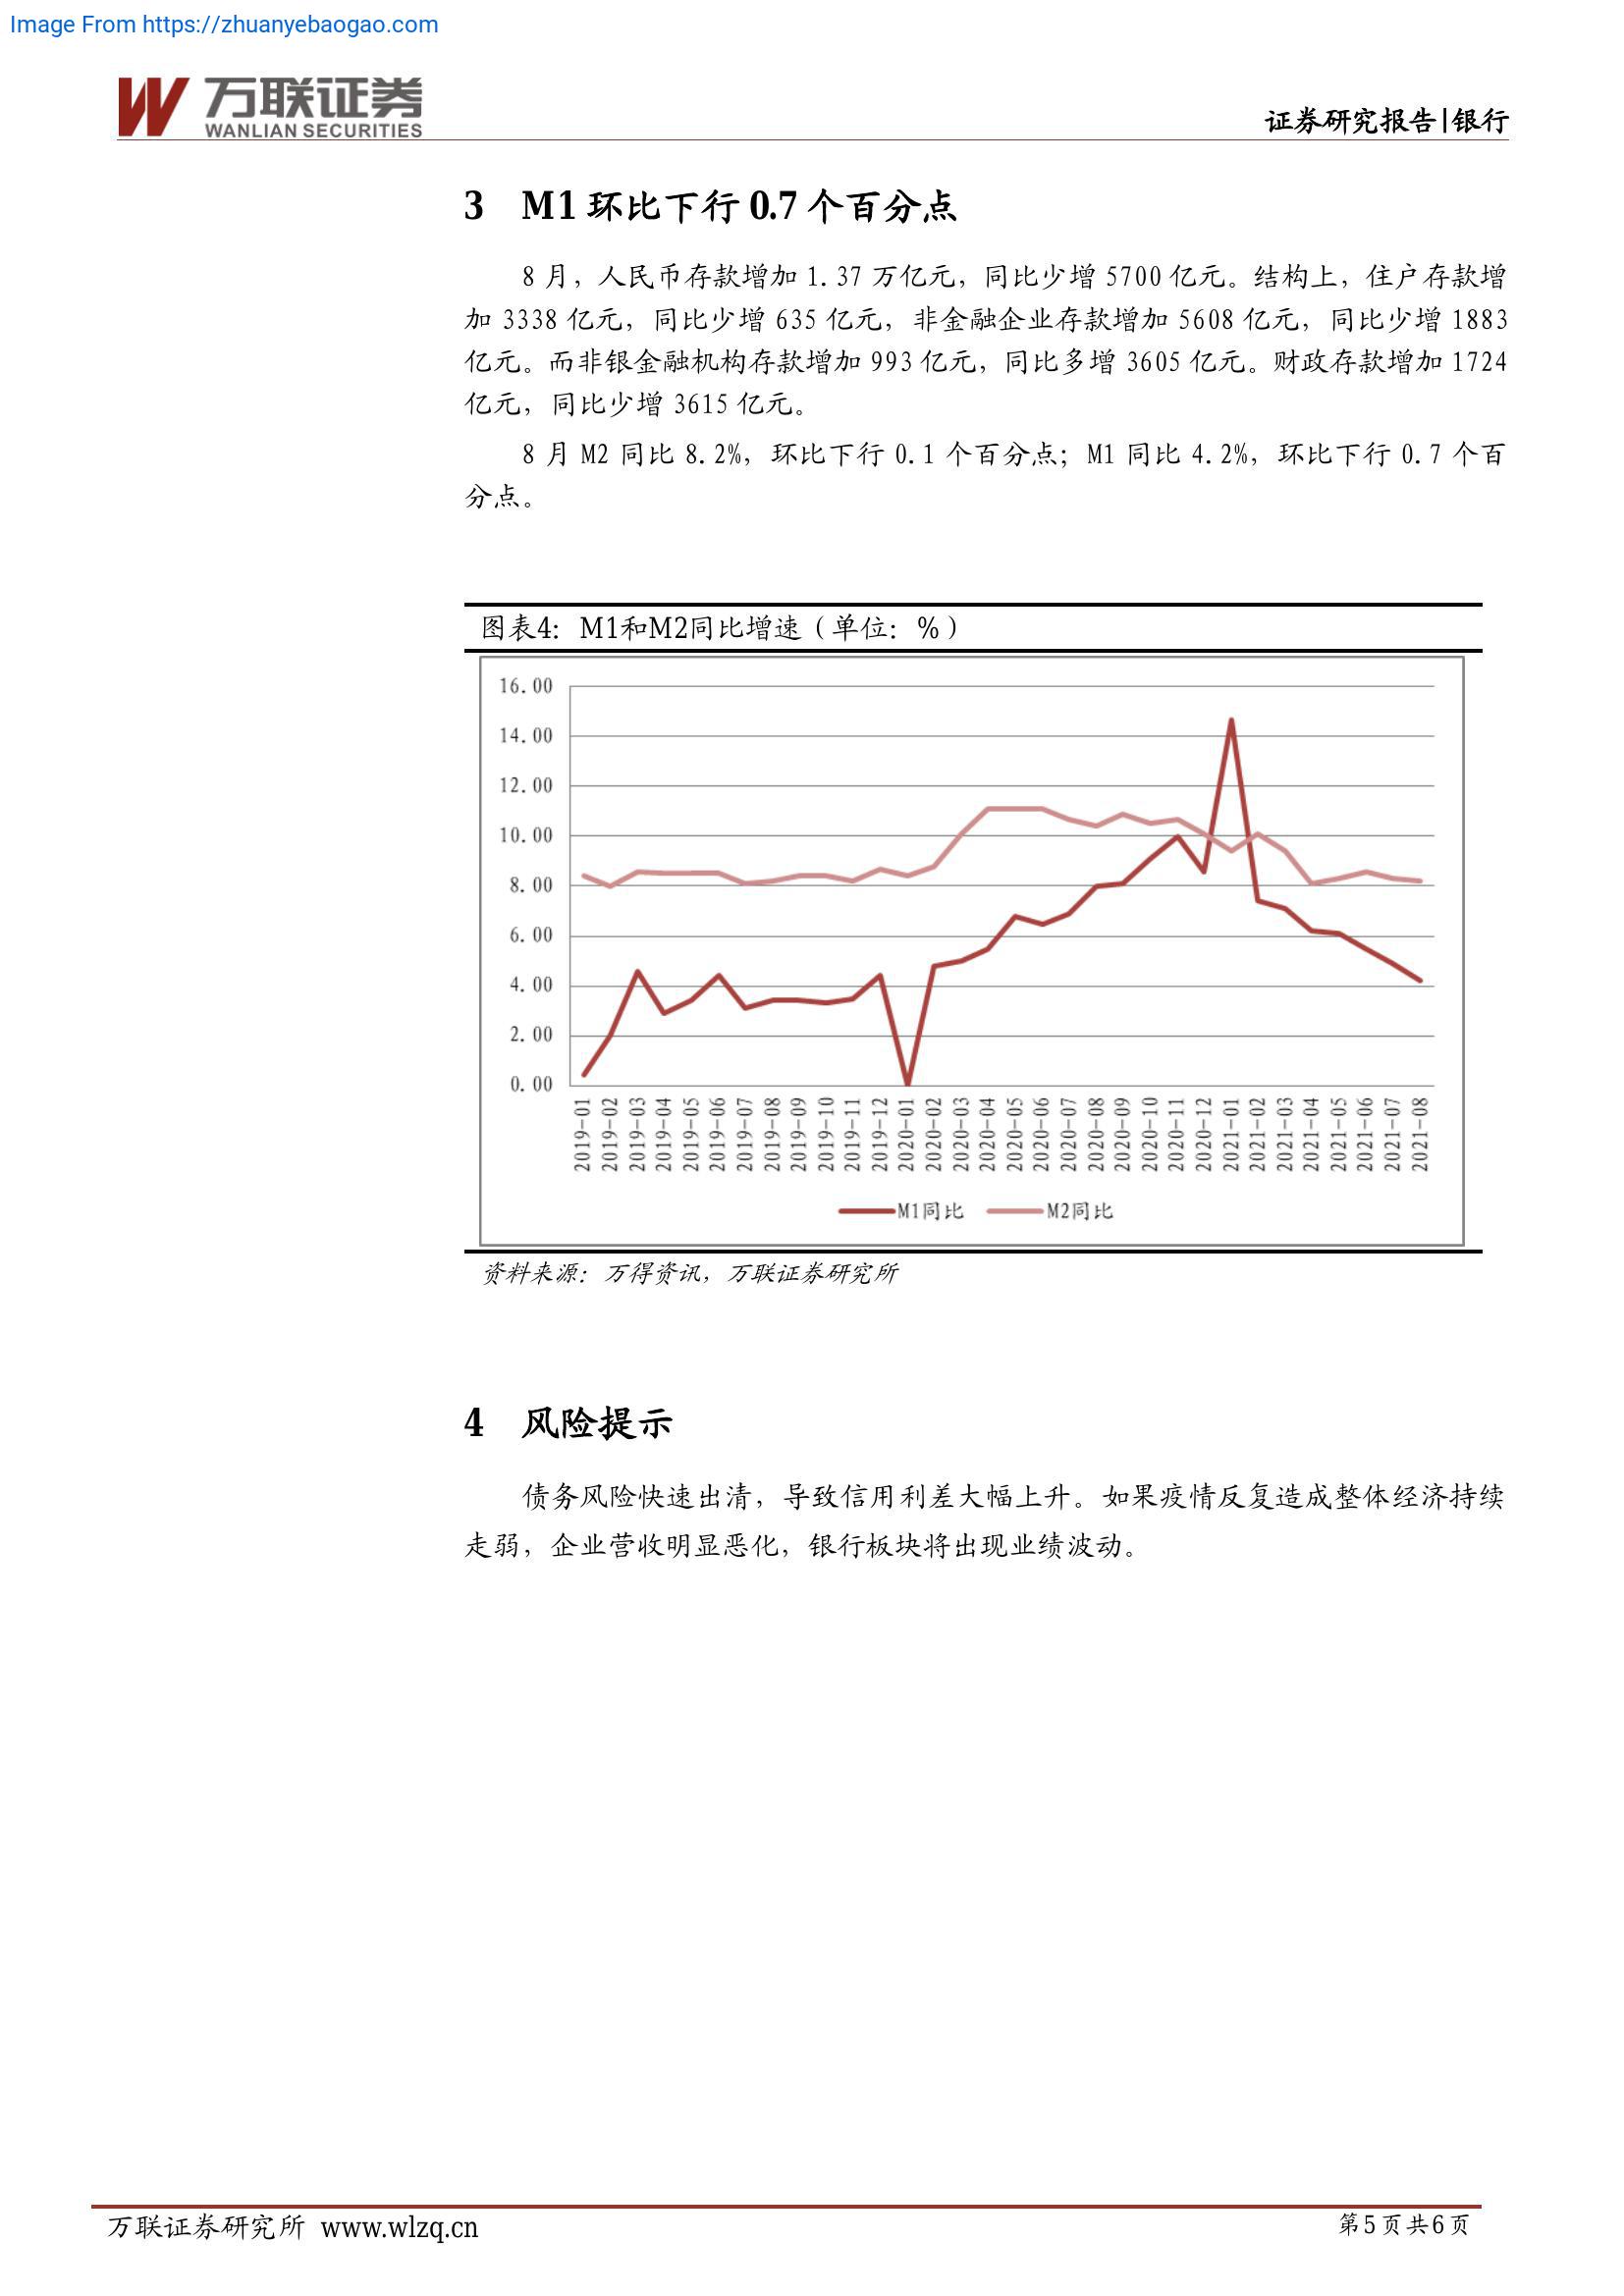 Image From https://zhuanyebaogao.com
万联证券
WANLIAN SECURITIES
证券研究报告|银行
3 M1 环比下行 0.7 个百分点
8 月，人民币存款增加 1.37 万亿元，同比少增 5700 亿元。结构上，住户存款增
加 3338 亿元，同比少增 635 亿元，非金融企业存款增加 5608 亿元，同比少增 1883
亿元。而非银金融机构存款增加 993 亿元，同比多增 3605 亿元。财政存款增加 1724
亿元，同比少增 3615 亿元。
8 月 M2 同比 8.2%，环比下行 0.1 个百分点；M1 同比 4.2%，环比下行 0.7 个百
分点。
图表4：M1和M2同比增速（单位：%）
16.00
14.00
12.00
10.00
8.00
6.00
4.00
2.00
0.00
2019-01
2019-02
2019-03
2019-04
2019-05
2019-06
2019-07
2019-08
2019-09
2019-10
2019-11
2019-12
2020-01
2020-02
2020-03
2020-04
2020-05
2020-06
2020-07
2020-08
2020-09
2020-10
2020-11
2020-12
2021-01
2021-02
2021-03
2021-04
2021-05
2021-06
2021-07
2021-08
M1同比 M2同比
资料来源：万得资讯，万联证券研究所
4 风险提示
债务风险快速出清，导致信用利差大幅上升。如果疫情反复造成整体经济持续
走弱，企业营收明显恶化，银行板块将出现业绩波动。
万联证券研究所 www.wlzq.cn
第5页共6页